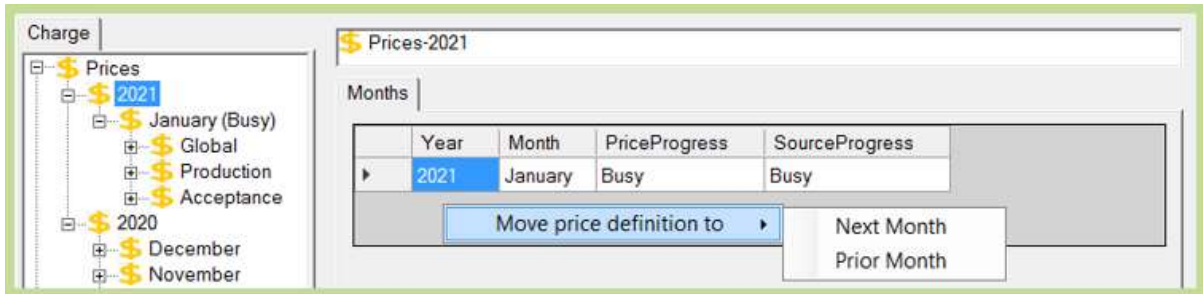 Charge
Prices
2021
January (Busy)
Global
Production
Acceptance
2020
December
November
Prices-2021
Months
Year Month PriceProgress SourceProgress
2021 January Busy Busy
Move price definition to
Next Month
Prior Month